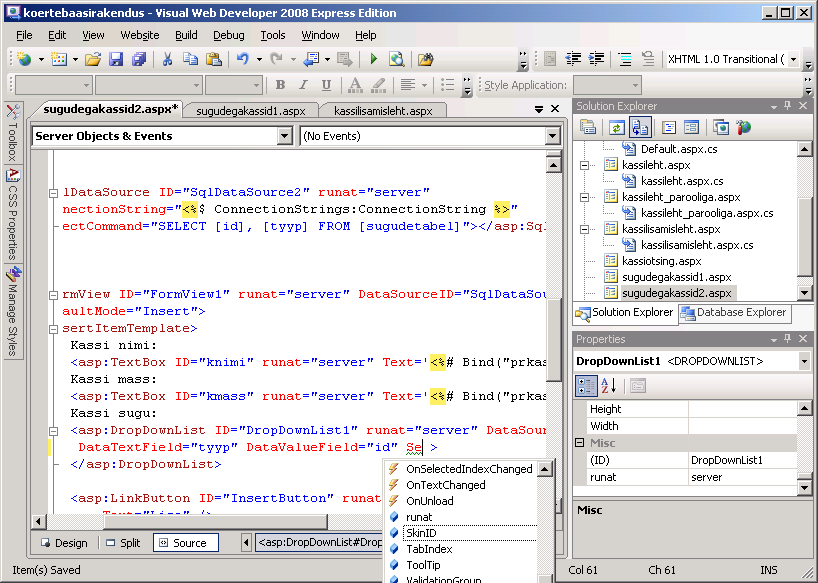 koertebaasirakendus - Visual Web Developer 2008 Express Edition
File Edit View Website Build Debug Tools Window Help
XHTML 1.0 Transitional (
B I U A Style Application:
sugudegakassid2.aspx* sugudegakassid1.aspx kassilisamisleht.aspx
Server Objects & Events (No Events)
Toolbox
CSS Properties
Manage Styles
lDataSource ID="SqlDataSource2" runat="server"
nectionString="<%$ ConnectionStrings:ConnectionString %>"
ectCommand="SELECT [id], [tyyp] FROM [sugudetabel]"></asp:Sql
rmView ID="FormView1" runat="server" DataSourceID="SqlDataSou
aultMode="Insert">
sertItemTemplate>
Kassi nimi:
<asp:TextBox ID="knimi" runat="server" Text='<%# Bind("prkas
Kassi mass:
<asp:TextBox ID="kmass" runat="server" Text='<%# Bind("prkas
Kassi sugu:
<asp:DropDownList ID="DropDownList1" runat="server" DataSour
DataTextField="tyyp" DataValueField="id" Se >
</asp:DropDownList>
<asp:LinkButton ID="InsertButton" runat
Text="Lisa" />
OnSelectedIndexChanged
OnTextChanged
OnUnload
runat
SkinID
TabIndex
ToolTip
ValidationGroup
Design Split Source <asp:DropDownList#Drop
Solution Explorer
Default.aspx.cs
kassileht.aspx
kassileht.aspx.cs
kassileht_parooliga.aspx
kassileht_parooliga.aspx.cs
kassilisamisleht.aspx
kassilisamisleht.aspx.cs
kassiotsing.aspx
sugudegakassid1.aspx
sugudegakassid2.aspx
Solution Explorer Database Explorer
Properties
DropDownList1 <DROPDOWNLIST>
Height
Width
Misc
(ID) DropDownList1
runat server
Misc
Item(s) Saved Col 61 Ch 61 INS